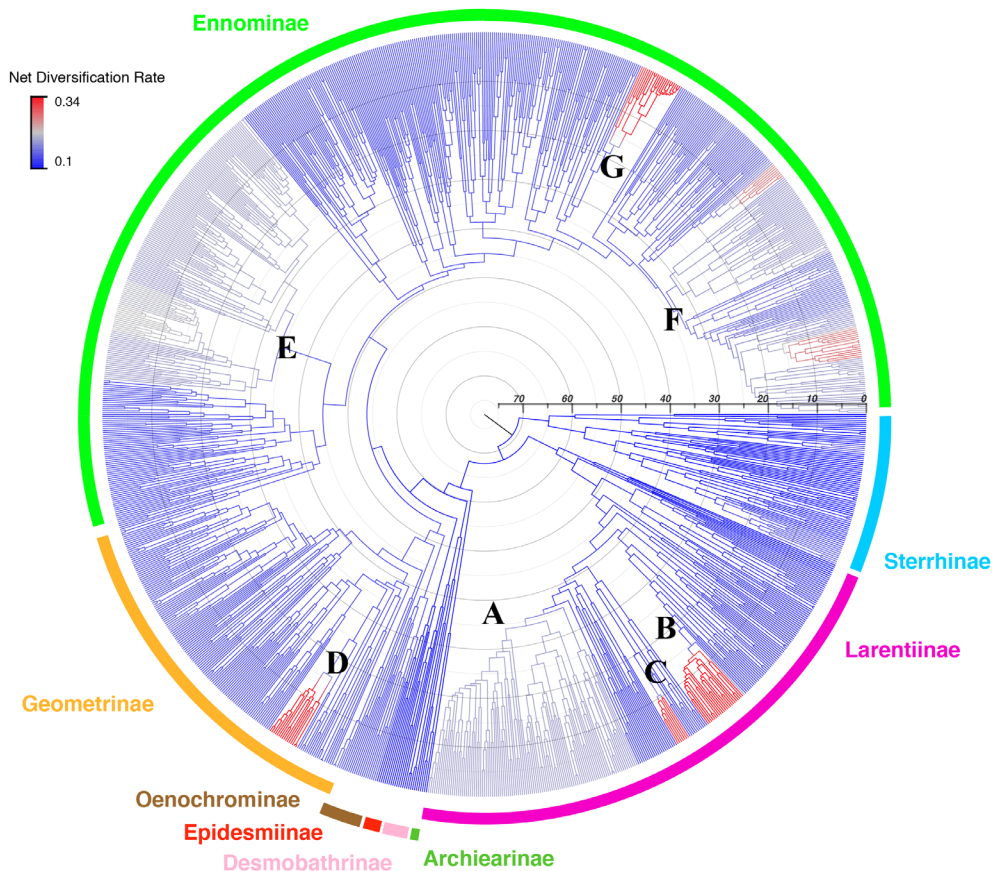 Ennominae
Net Diversification Rate
0.34
0.1
G
F
E
70 60 50 40 30 20 10 0
Sterrhinae
A
B
Larentiinae
D
C
Geometrinae
Oenochrominae
Epidesmiinae
Desmobathrinae
Archiearinae